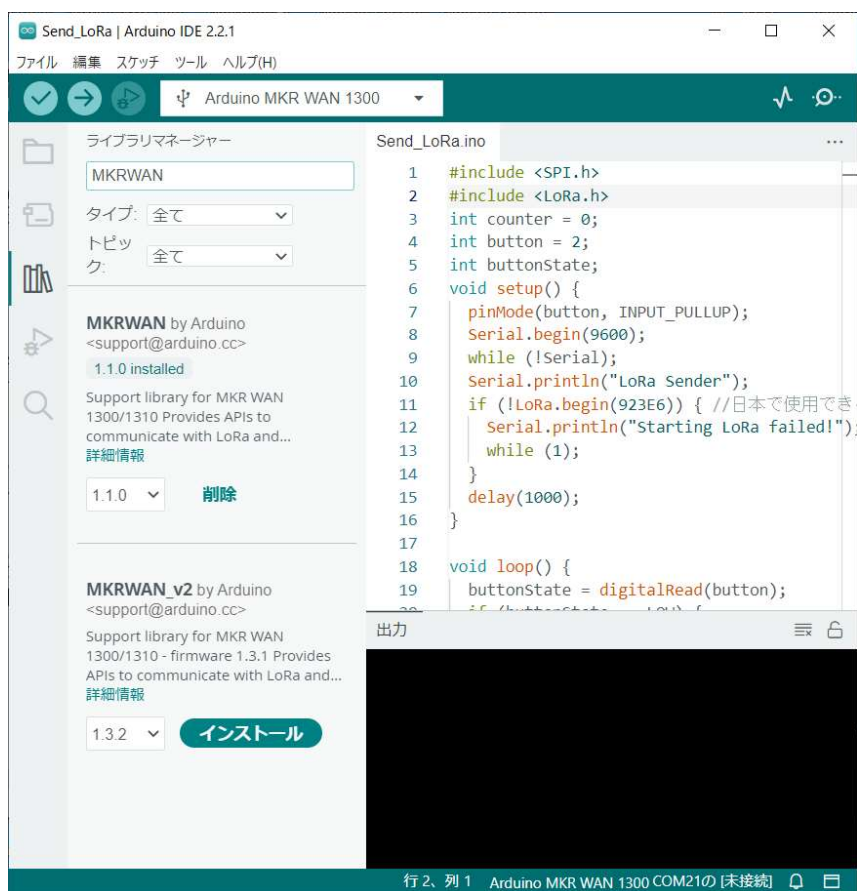 Send_LoRa | Arduino IDE 2.2.1
ファイル 編集 スケッチ ツール ヘルプ(H)
Arduino MKR WAN 1300
ライブラリマネージャー
MKRWAN
タイプ: 全て
トピッ
ク:
全て
MKRWAN by Arduino
<support@arduino.cc>
1.1.0 installed
Support library for MKR WAN
1300/1310 Provides APIs to
communicate with LoRa and...
詳細情報
1.1.0
削除
MKRWAN_v2 by Arduino
<support@arduino.cc>
Support library for MKR WAN
1300/1310 - firmware 1.3.1 Provides
APIs to communicate with LoRa and...
詳細情報
1.3.2
インストール
Send_LoRa.ino
1 #include <SPI.h>
2 #include <LoRa.h>
3 int counter = 0;
4 int button = 2;
5 int buttonState;
6 void setup() {
7 pinMode(button, INPUT_PULLUP);
8 Serial.begin(9600);
9 while (!Serial);
10 Serial.println("LoRa Sender");
11 if (!LoRa.begin(923E6)) { //日本で使用でき
12 Serial.println("Starting LoRa failed!");
13 while (1);
14 }
15 delay(1000);
16 }
17
18 void loop() {
19 buttonState = digitalRead(button);
出力
行 2、列 1 Arduino MKR WAN 1300 COM21の [未接続]